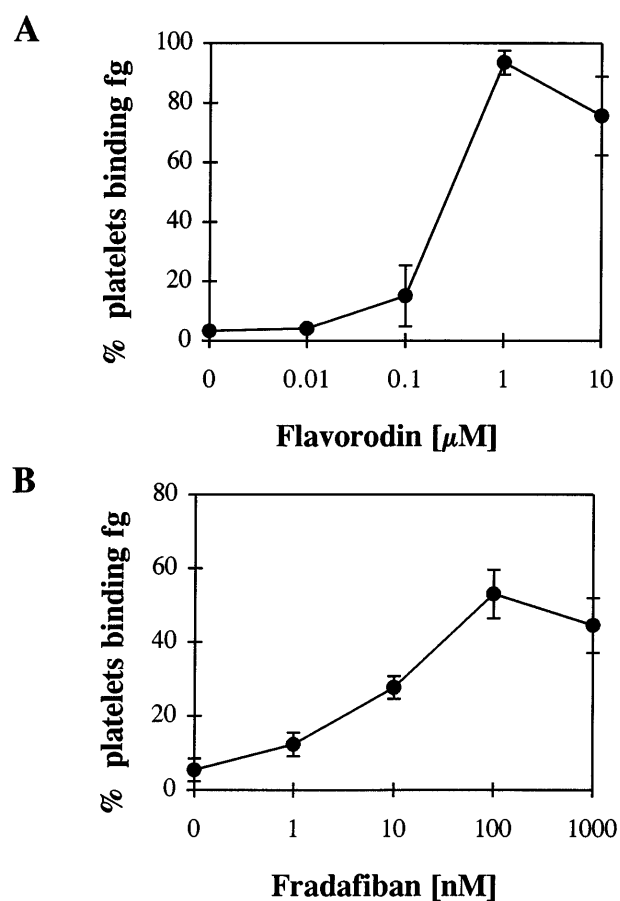 A
% platelets binding fg
100
80
60
40
20
0
0 0.01 0.1 1 10
Flavorodin [μM]
B
% platelets binding fg
80
60
40
20
0
0 1 10 100 1000
Fradafiban [nM]